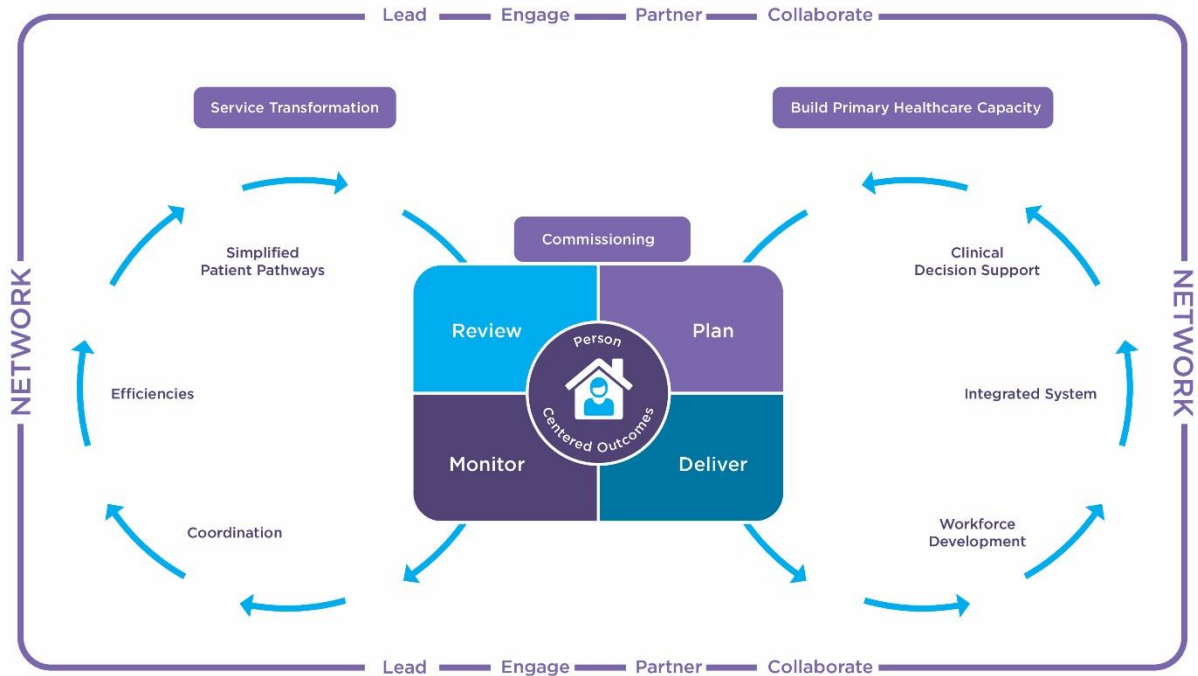 Lead Engage Partner Collaborate
NETWORK
NETWORK
Service Transformation
Build Primary Healthcare Capacity
Commissioning
Simplified
Patient Pathways
Efficiencies
Coordination
Review
Plan
Person
Centered Outcomes
Monitor
Deliver
Clinical
Decision Support
Integrated System
Workforce
Development
Lead Engage Partner Collaborate